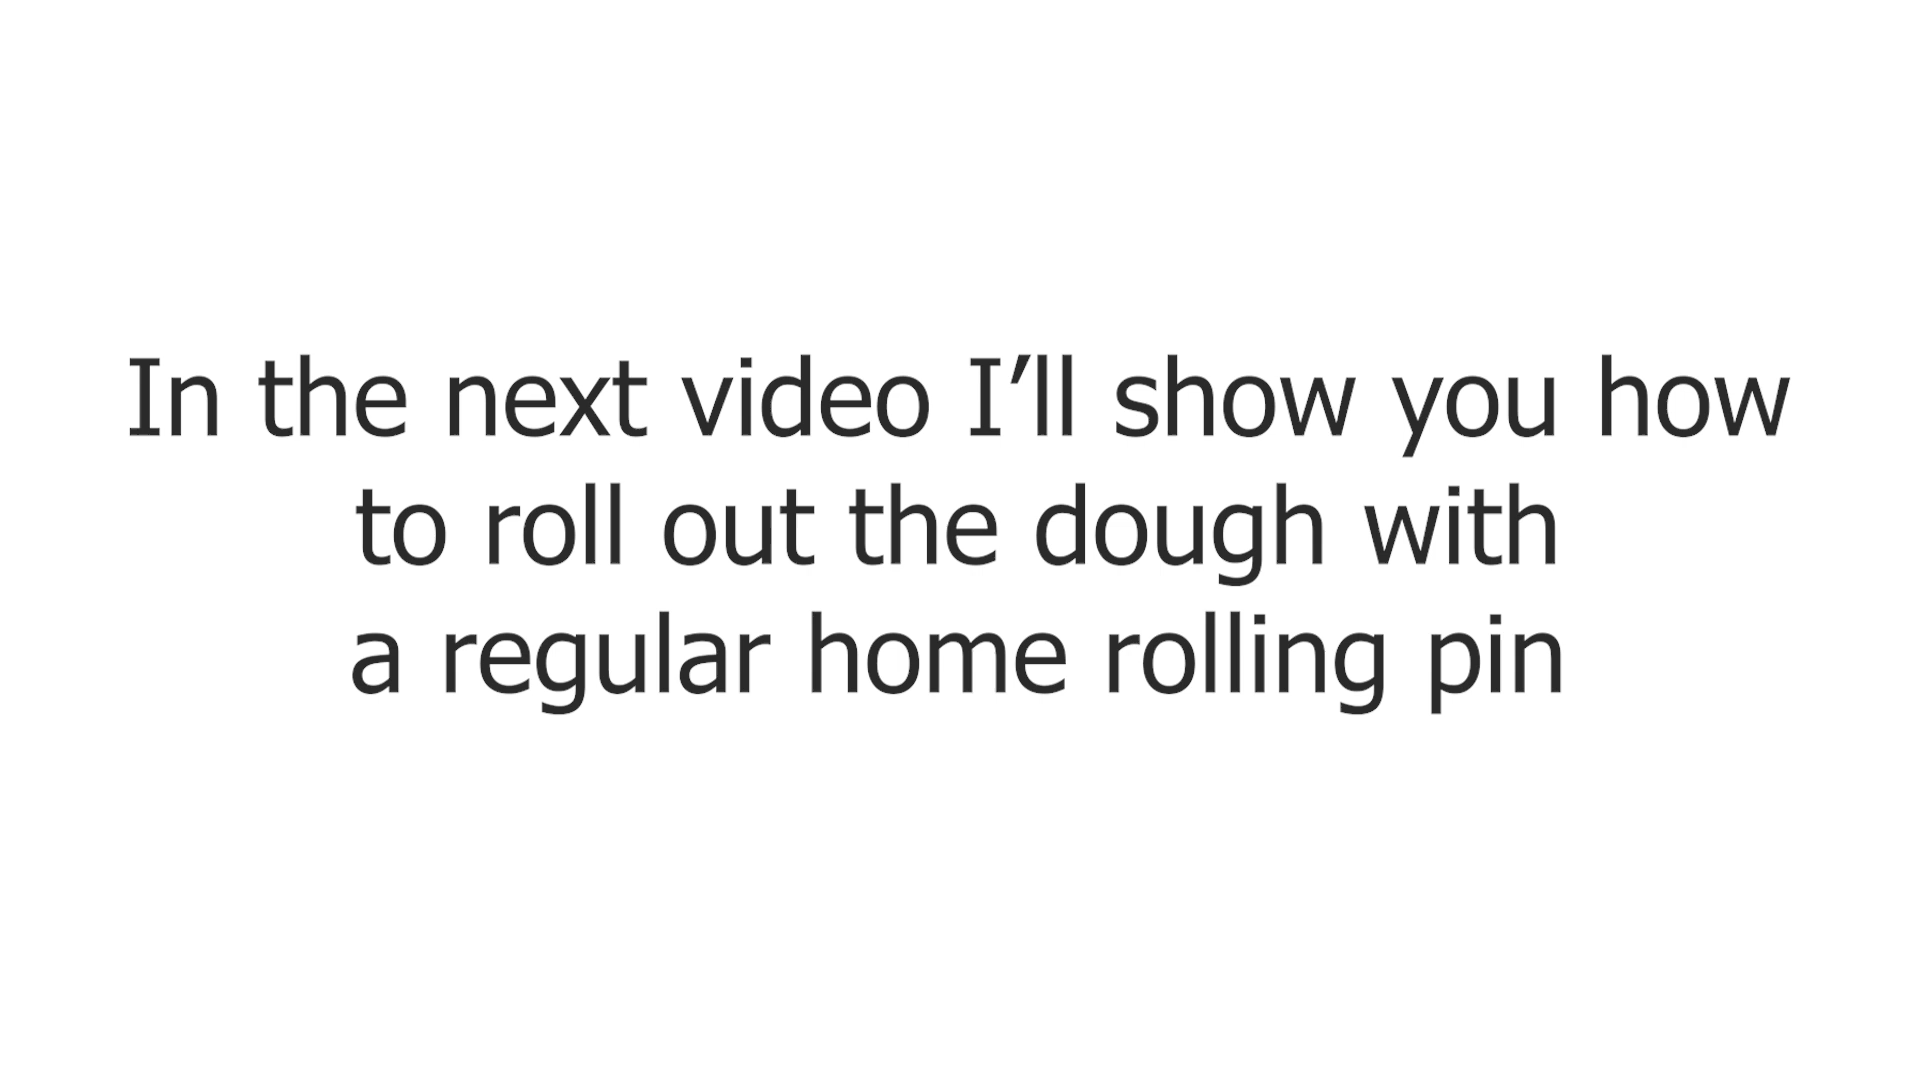 In the next video I’ll show you how
to roll out the dough with
a regular home rolling pin